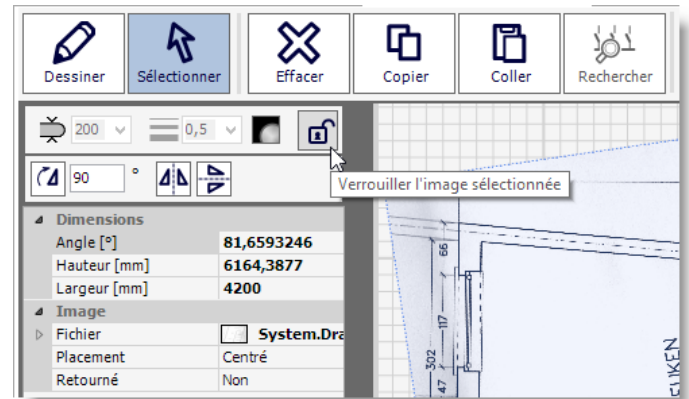 Dessiner Sélectionner Effacer Copier Coller Rechercher
200 0,5
90 °
Verrouiller l'image sélectionnée
Dimensions
Angle [°] 81,6593246
Hauteur [mm] 6164,3877
Largeur [mm] 4200
Image
Fichier System.Dra
Placement Centré
Retourné Non
66
117
302
47
EUKEN